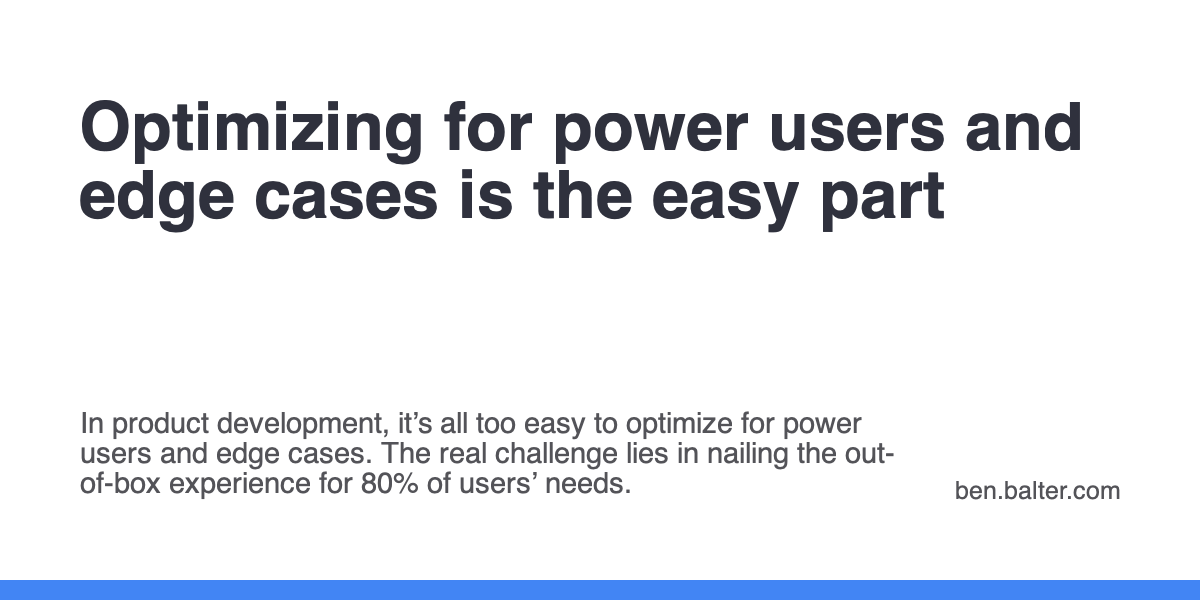 Optimizing for power users and
edge cases is the easy part
In product development, it’s all too easy to optimize for power
users and edge cases. The real challenge lies in nailing the out-
of-box experience for 80% of users’ needs.
ben.balter.com